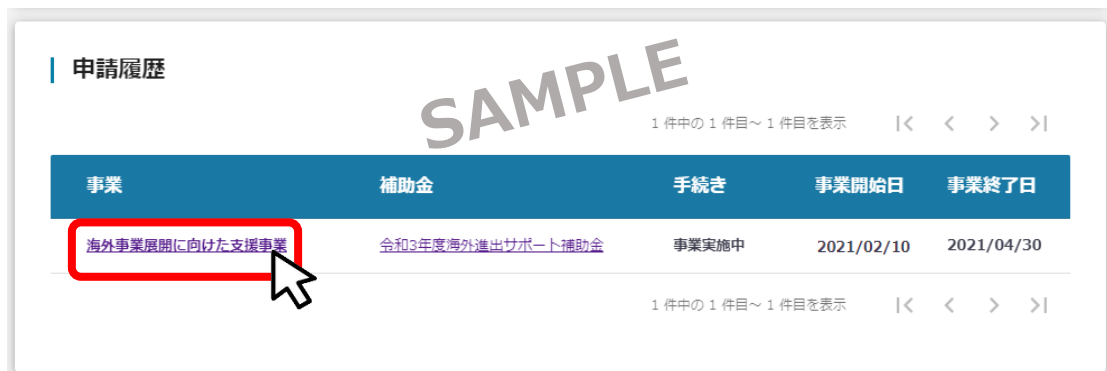 申請履歴
SAMPLE
1 件中の 1 件目～ 1 件目を表示
事業 補助金 手続き 事業開始日 事業終了日
海外事業展開に向けた支援事業 令和3年度海外進出サポート補助金 事業実施中 2021/02/10 2021/04/30
1 件中の 1 件目～ 1 件目を表示